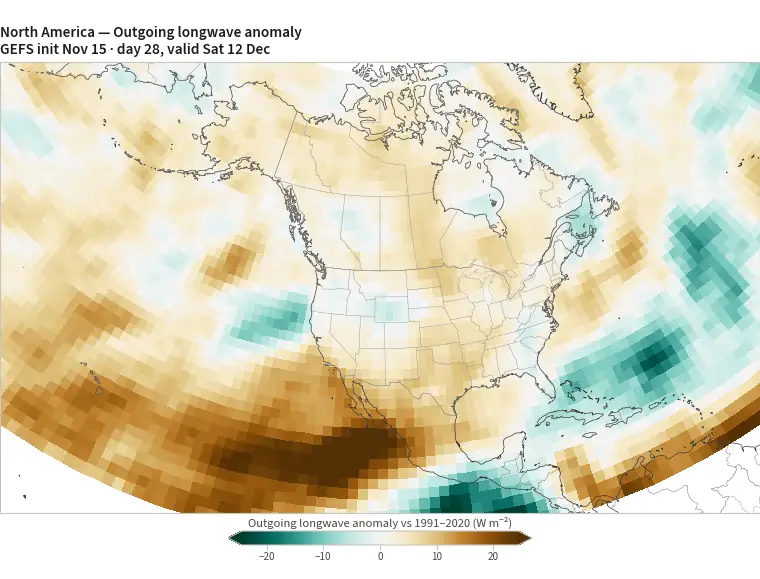 North America — Outgoing longwave anomaly
GEFS init Nov 15 · day 28, valid Sat 12 Dec
Outgoing longwave anomaly vs 1991–2020 (W m⁻²)
−20 −10 0 10 20